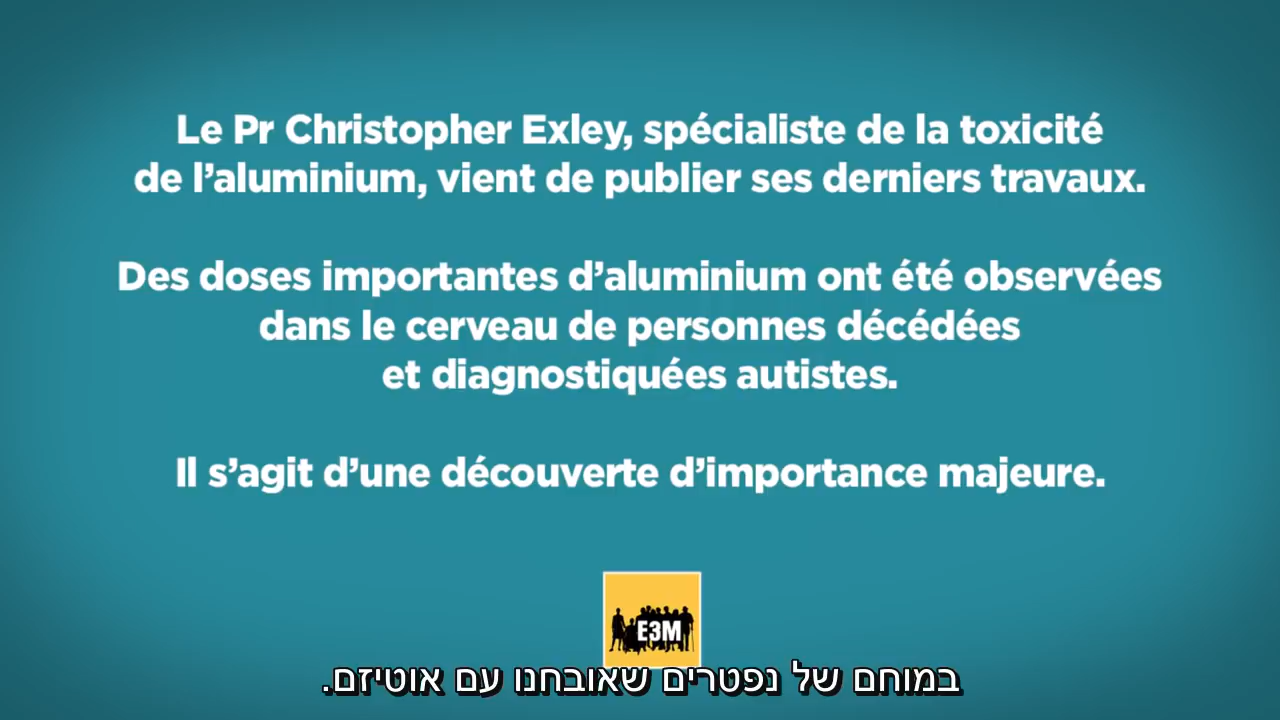 Le Pr Christopher Exley, spécialiste de la toxicité
de l’aluminium, vient de publier ses derniers travaux.
Des doses importantes d’aluminium ont été observées
dans le cerveau de personnes décédées
et diagnostiquées autistes.
Il s’agit d’une découverte d’importance majeure.
E3M
במוחם של נפטרים שאובחנו עם אוטיזם.